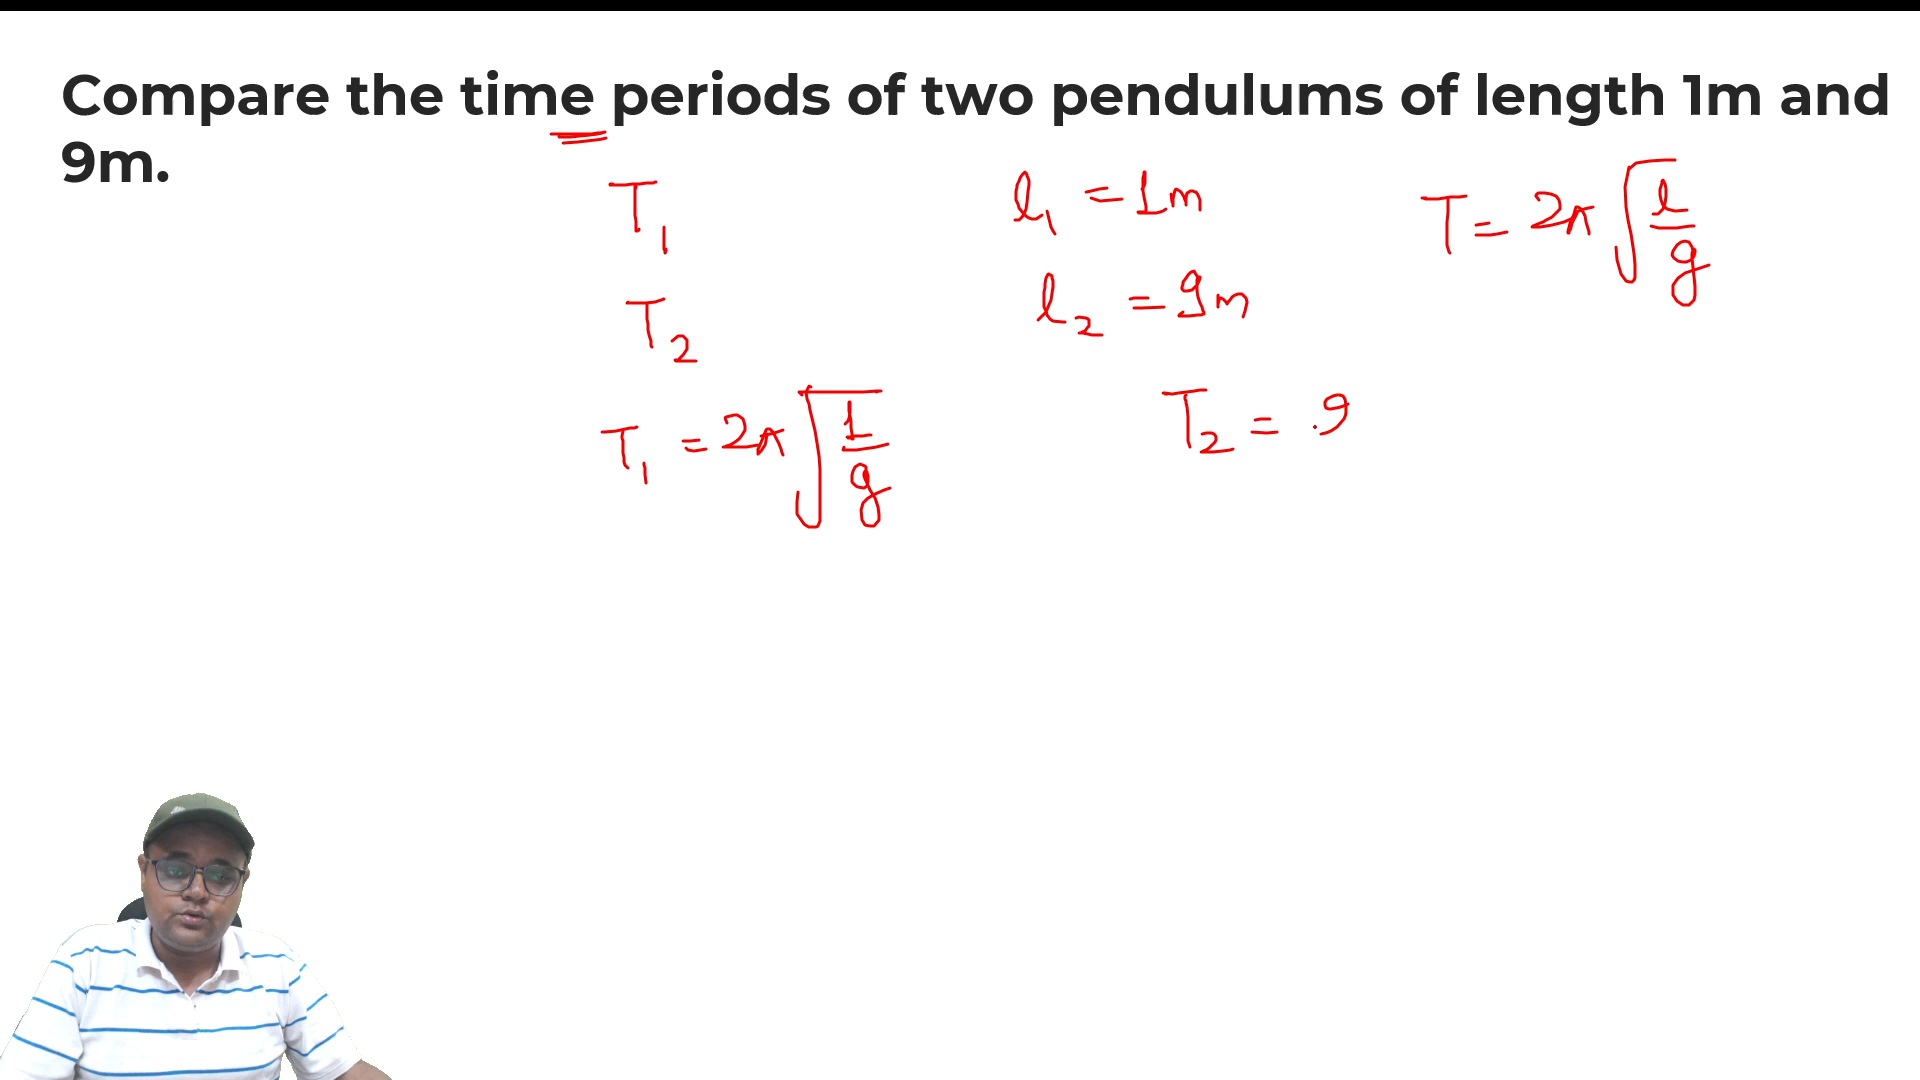 Compare the time periods of two pendulums of length 1m and
9m.
T₁ l₁ = 1m T = 2π √(l/g)
T₂ l₂ = 9m
T₁ = 2π √(1/g) T₂ = 9